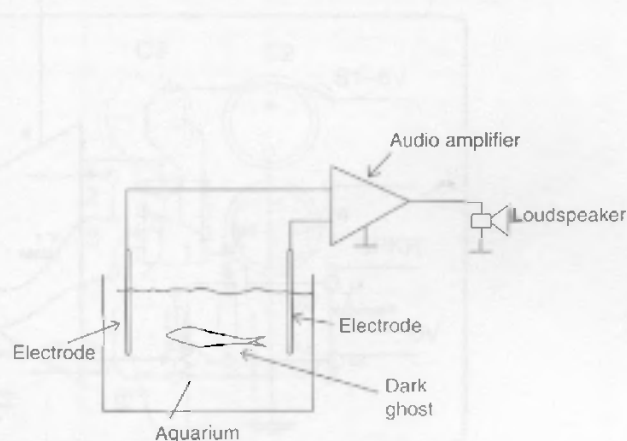 Audio amplifier
Loudspeaker
Electrode
Electrode
Dark
ghost
Aquarium